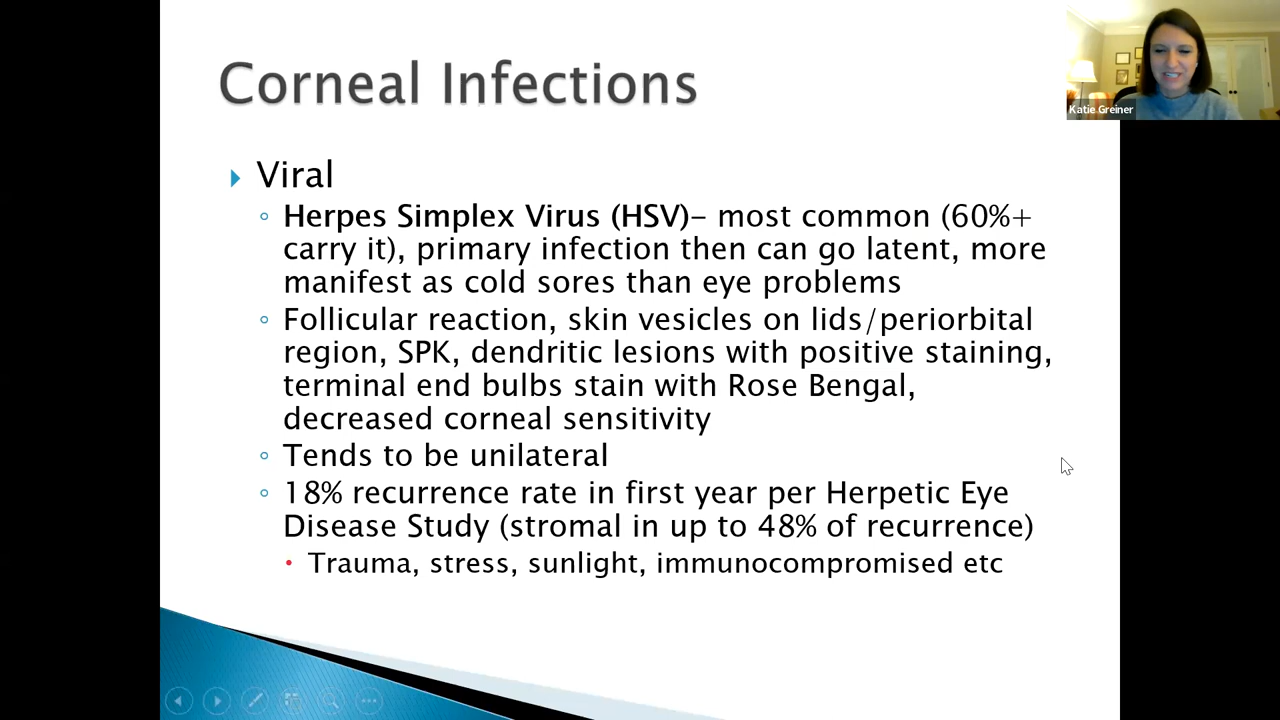 Corneal Infections
Katie Greiner
Viral
Herpes Simplex Virus (HSV)– most common (60%+
carry it), primary infection then can go latent, more
manifest as cold sores than eye problems
Follicular reaction, skin vesicles on lids/periorbital
region, SPK, dendritic lesions with positive staining,
terminal end bulbs stain with Rose Bengal,
decreased corneal sensitivity
Tends to be unilateral
18% recurrence rate in first year per Herpetic Eye
Disease Study (stromal in up to 48% of recurrence)
Trauma, stress, sunlight, immunocompromised etc